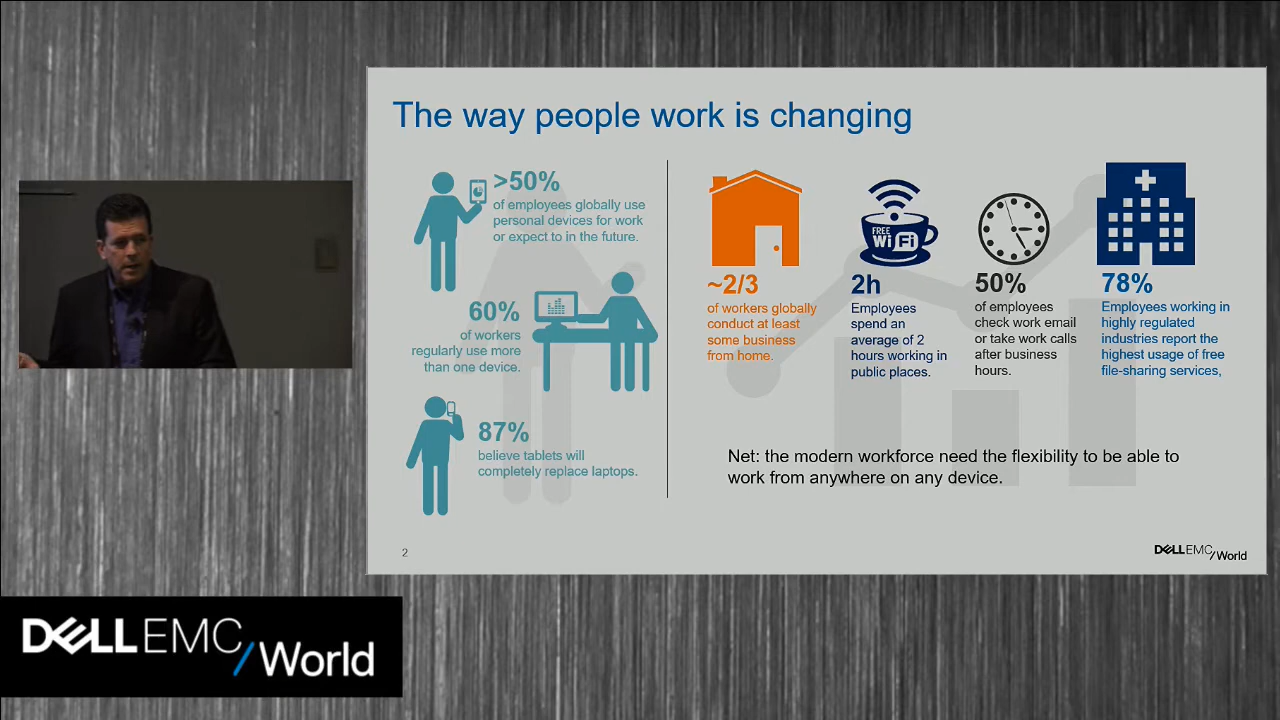 The way people work is changing
>50%
of employees globally use
personal devices for work
or expect to in the future.
60%
of workers
regularly use more
than one device.
87%
believe tablets will
completely replace laptops.
~2/3
of workers globally
conduct at least
some business
from home.
FREE
WiFi
2h
Employees
spend an
average of 2
hours working in
public places.
50%
of employees
check work email
or take work calls
after business
hours.
78%
Employees working in
highly regulated
industries report the
highest usage of free
file-sharing services,
Net: the modern workforce need the flexibility to be able to
work from anywhere on any device.
2
DELLEMC
/World
DELLEMC
/World